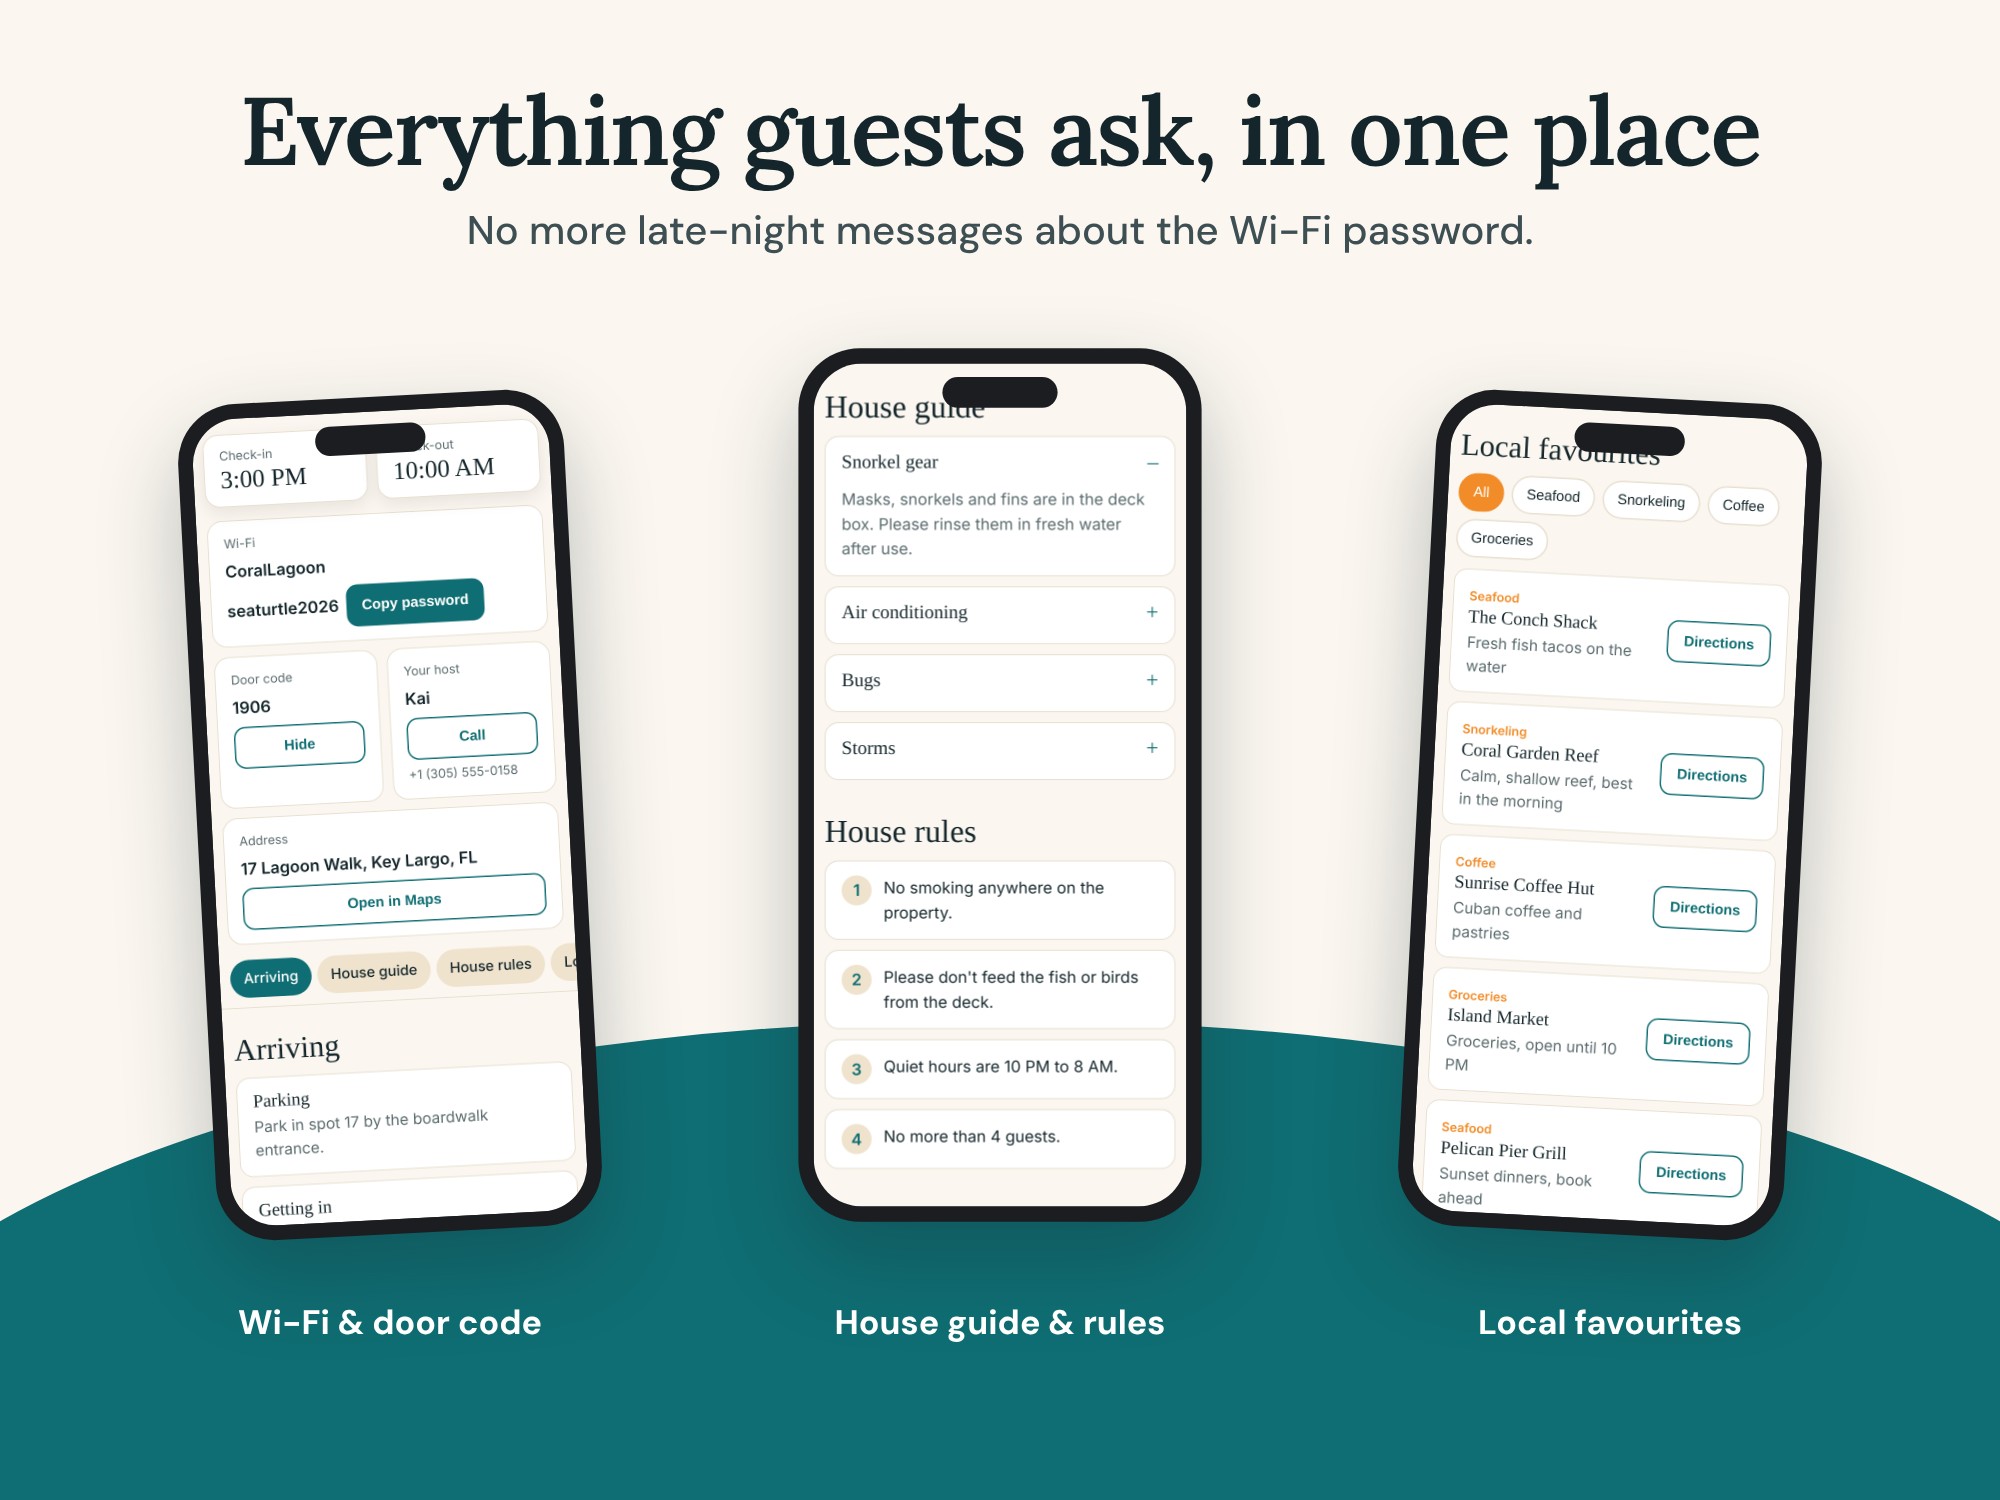 Everything guests ask, in one place
No more late-night messages about the Wi-Fi password.
Check-in
3:00 PM
k-out
10:00 AM
Wi-Fi
CoralLagoon
seaturtle2026
Copy password
Door code
1906
Hide
Your host
Kai
Call
+1 (305) 555-0158
Address
17 Lagoon Walk, Key Largo, FL
Open in Maps
Arriving
House guide
House rules
Lo
Arriving
Parking
Park in spot 17 by the boardwalk
entrance.
Getting in
House guide
Snorkel gear
–
Masks, snorkels and fins are in the deck
box. Please rinse them in fresh water
after use.
Air conditioning
+
Bugs
+
Storms
+
House rules
1 No smoking anywhere on the
property.
2 Please don't feed the fish or birds
from the deck.
3 Quiet hours are 10 PM to 8 AM.
4 No more than 4 guests.
Local favourites
All
Seafood
Snorkeling
Coffee
Groceries
Seafood
The Conch Shack
Fresh fish tacos on the
water
Directions
Snorkeling
Coral Garden Reef
Calm, shallow reef, best
in the morning
Directions
Coffee
Sunrise Coffee Hut
Cuban coffee and
pastries
Directions
Groceries
Island Market
Groceries, open until 10
PM
Directions
Seafood
Pelican Pier Grill
Sunset dinners, book
ahead
Directions
Wi-Fi & door code
House guide & rules
Local favourites